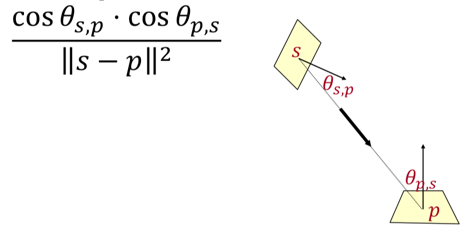 cos θ_{s,p} · cos θ_{p,s}
‖s − p‖²
s
θ_{s,p}
θ_{p,s}
p